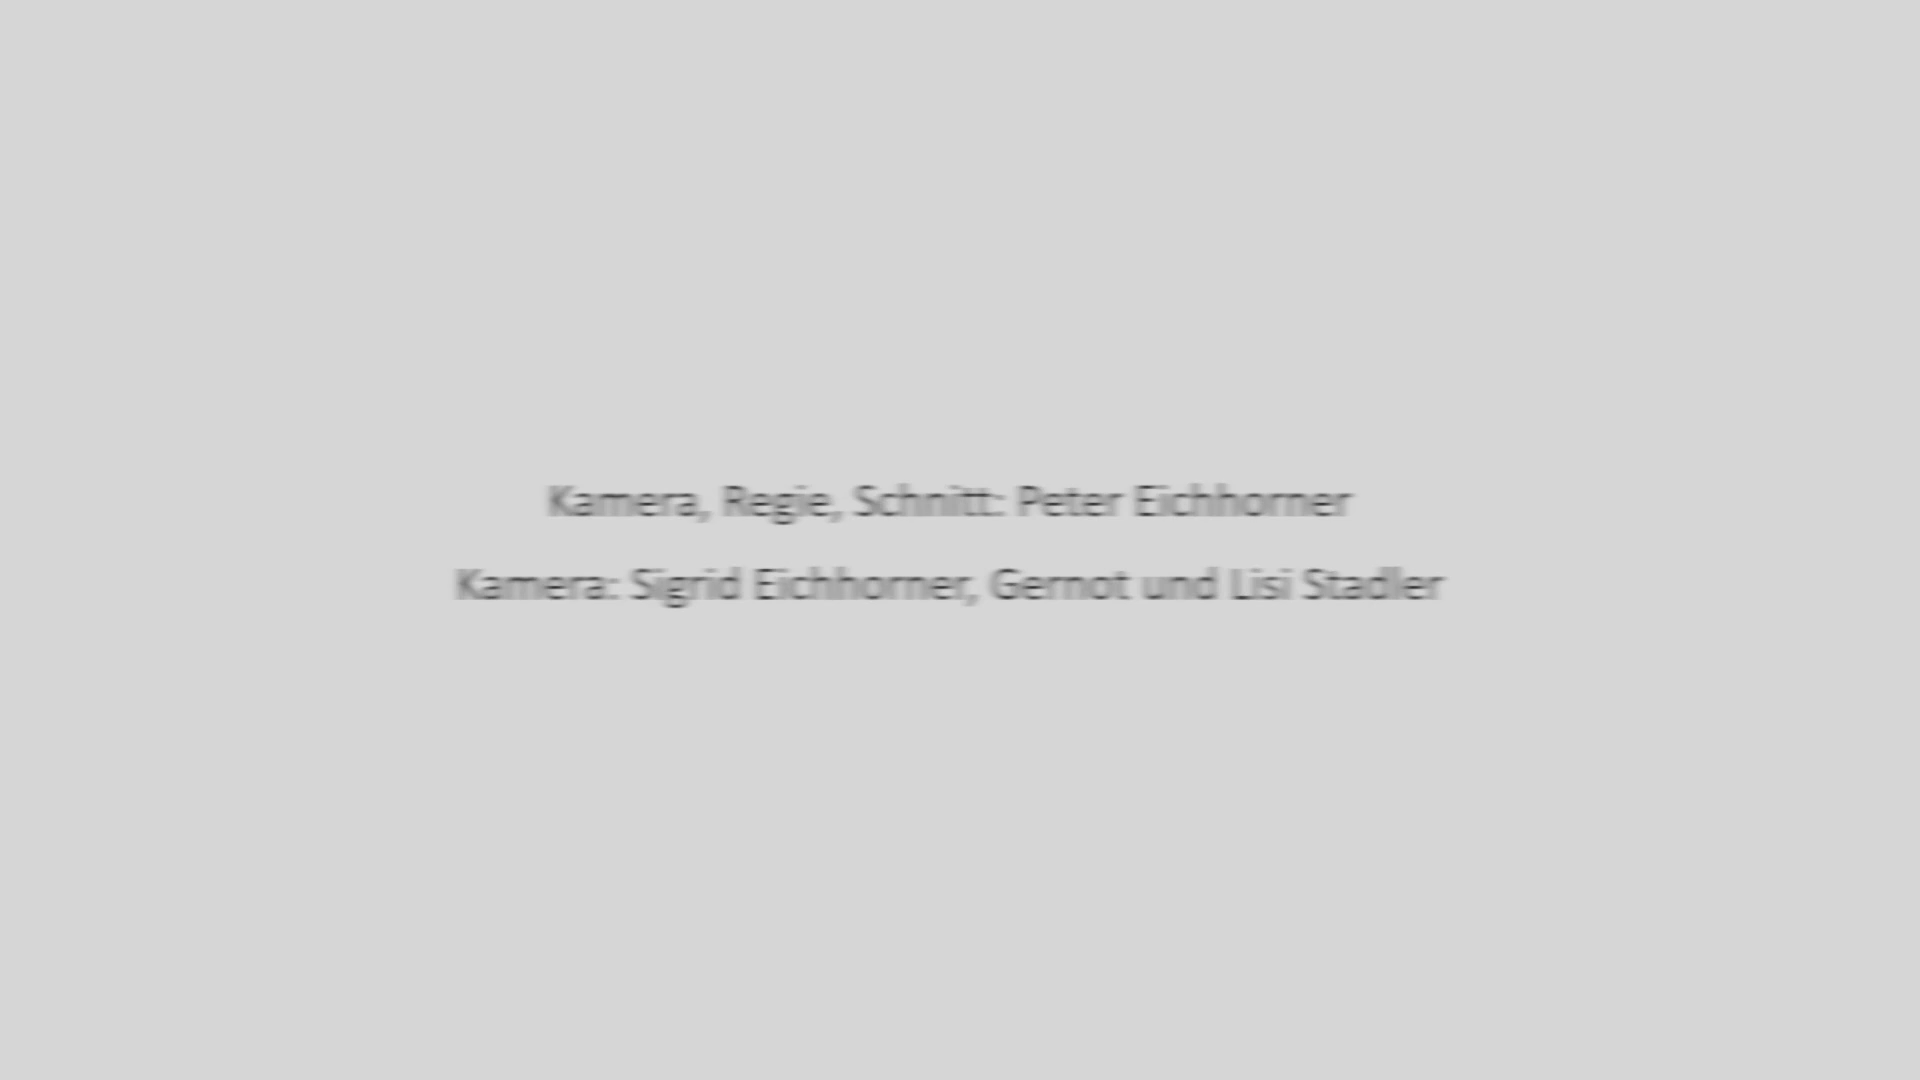 Kamera, Regie, Schnitt: Peter Eichhorner
Kamera: Sigrid Eichhorner, Gernot und Lisi Stadler